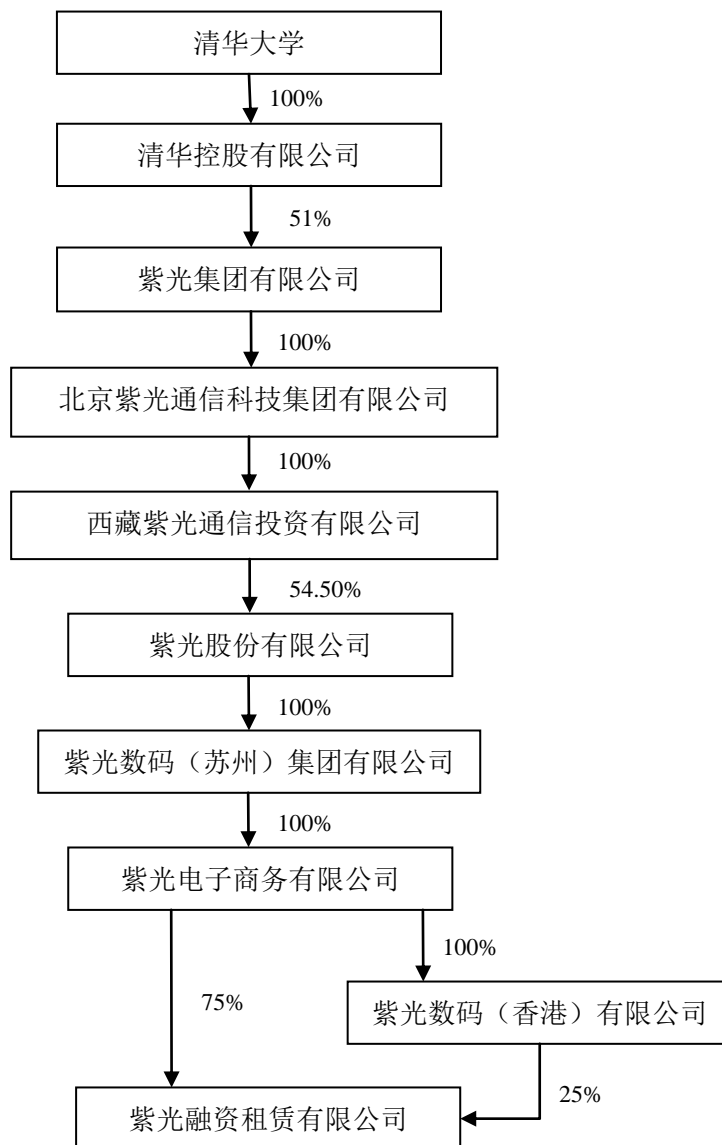 清华大学
100%
清华控股有限公司
51%
紫光集团有限公司
100%
北京紫光通信科技集团有限公司
100%
西藏紫光通信投资有限公司
54.50%
紫光股份有限公司
100%
紫光数码（苏州）集团有限公司
100%
紫光电子商务有限公司
100%
75%
紫光数码（香港）有限公司
25%
紫光融资租赁有限公司